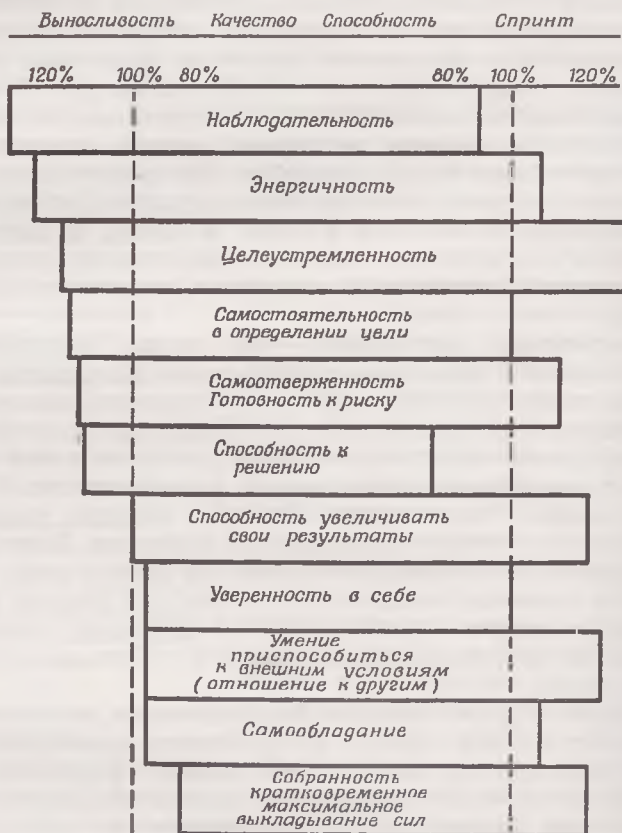 Выносливость Качество Способность Спринт
120% 100% 80% 80% 100% 120%
Наблюдательность
Энергичность
Целеустремленность
Самостоятельность
в определении цели
Самоотверженность
Готовность к риску
Способность к
решению
Способность увеличивать
свои результаты
Уверенность в себе
Умение
приспособиться
к внешним условиям
(отношение к другим)
Самообладание
Собранность
кратковременное
максимальное
выкладывание сил